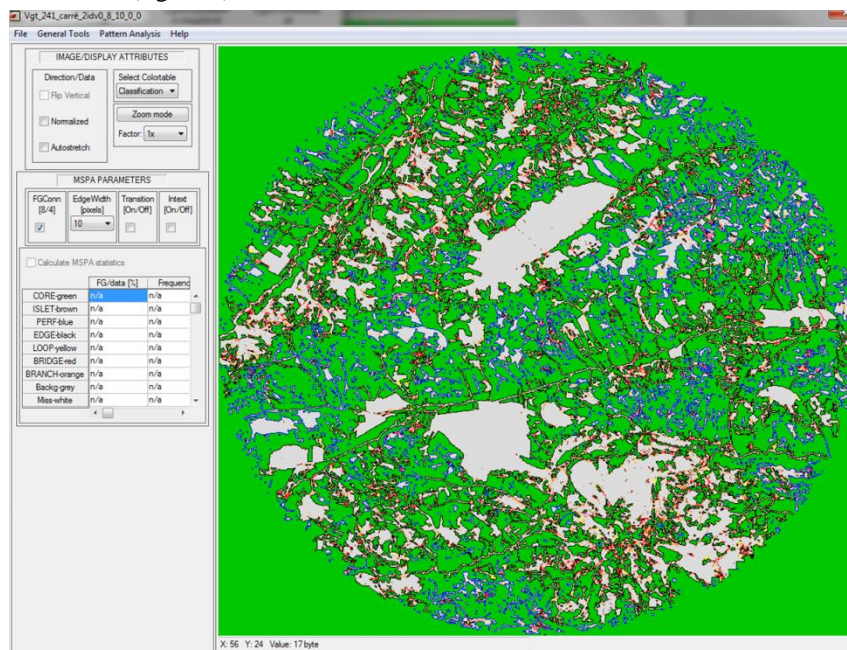 Vgt_241_carré_2idv0_8_10_0_0
File General Tools Pattern Analysis Help
IMAGE/DISPLAY ATTRIBUTES
Direction/Data
Select Colortable
Flip Vertical
Classification
Normalized
Zoom mode
Factor: 1x
Autostretch
MSPA PARAMETERS
FGConn EdgeWidth Transition Intext
[8/4] [pixels] [On/Off] [On/Off]
10
Calculate MSPA statistics
FG/data [%] Frequenc
CORE-green n/a n/a
ISLET-brown n/a n/a
PERF-blue n/a n/a
EDGE-black n/a n/a
LOOP-yellow n/a n/a
BRIDGE-red n/a n/a
BRANCH-orange n/a n/a
Backg-grey n/a n/a
Miss-white n/a n/a
X: 56 Y: 24 Value: 17 byte